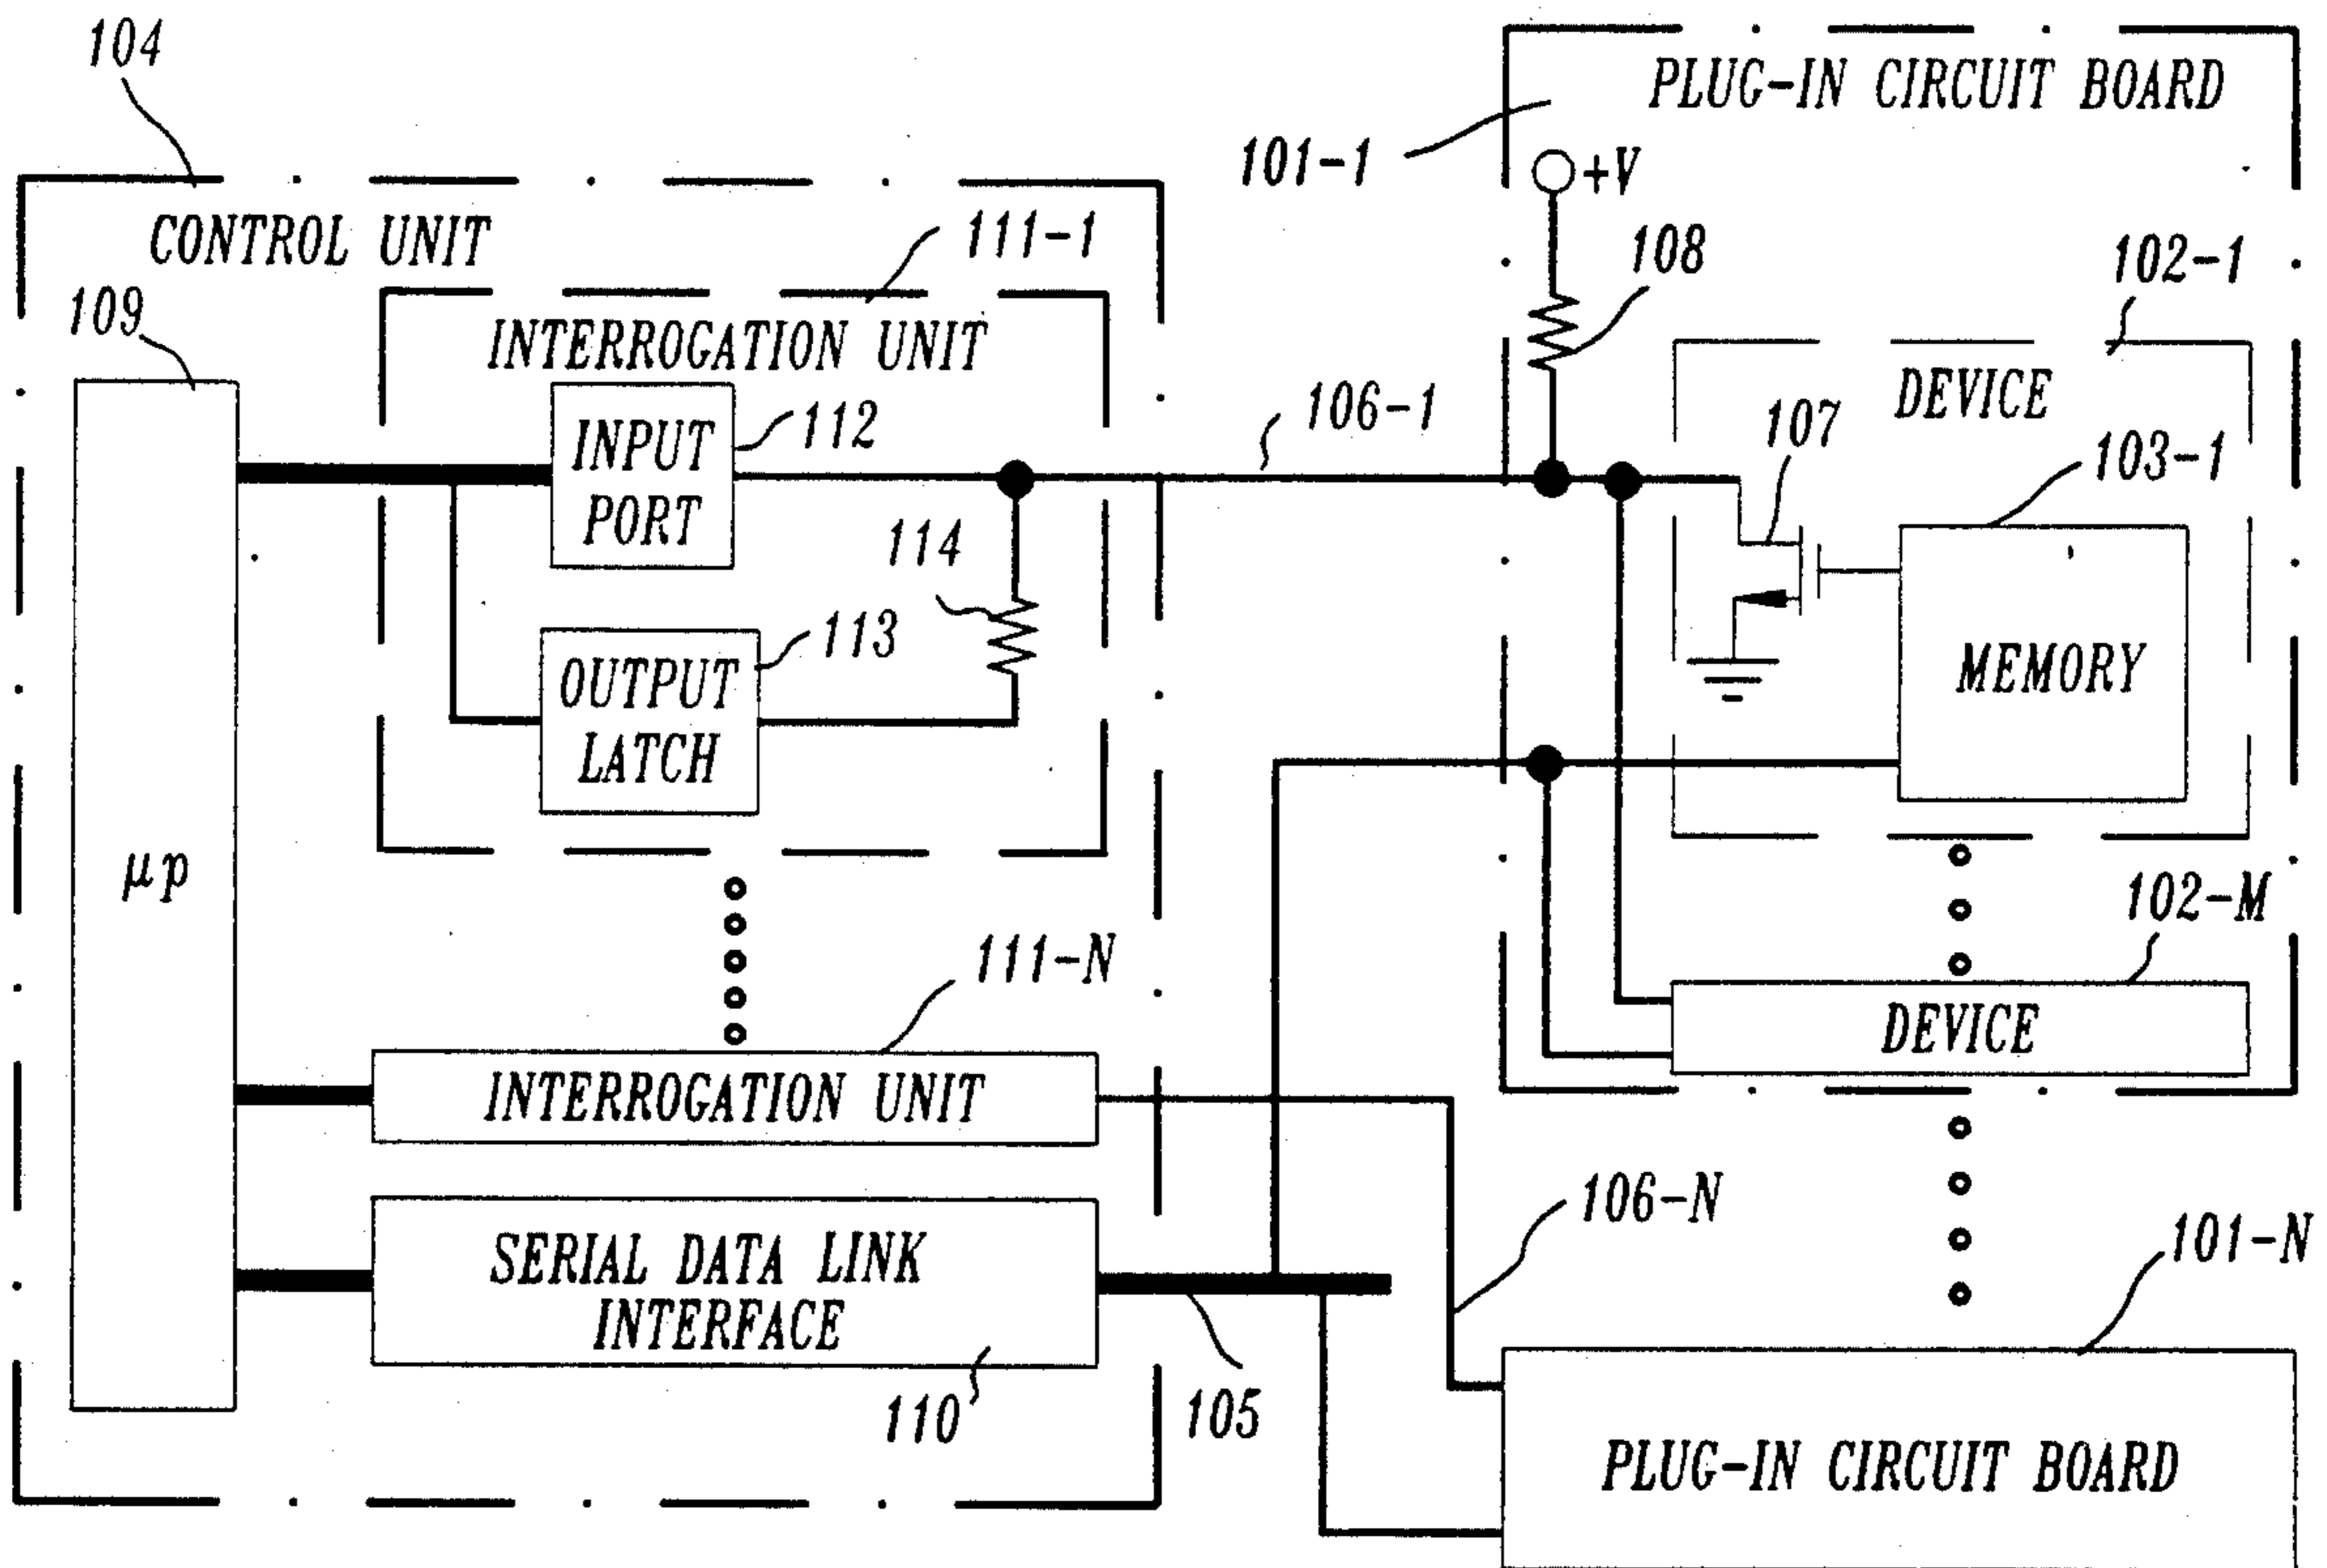 104
PLUG-IN CIRCUIT BOARD
101-1
+V
CONTROL UNIT
111-1
108
102-1
109
INTERROGATION UNIT
DEVICE
106-1
107
INPUT
PORT
112
103-1
114
113
OUTPUT
LATCH
MEMORY
μp
102-M
111-N
DEVICE
INTERROGATION UNIT
106-N
101-N
SERIAL DATA LINK
INTERFACE
110
105
PLUG-IN CIRCUIT BOARD